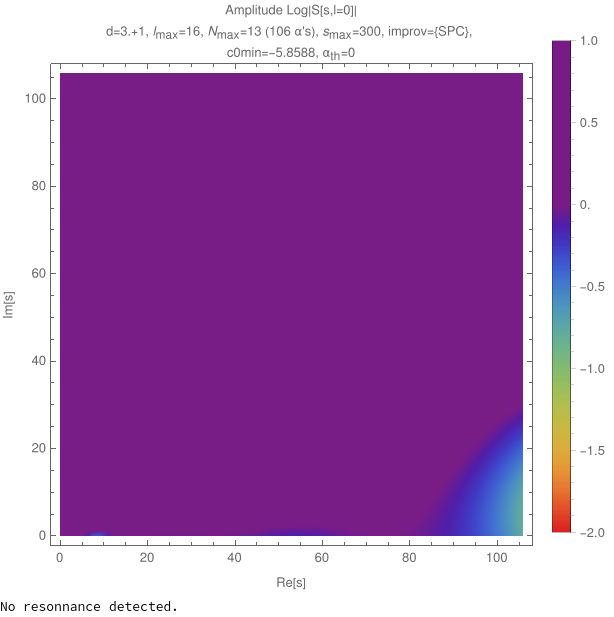 Amplitude Log|S[s,l=0]|
d=3.+1, lmax=16, Nmax=13 (106 α's), smax=300, improv={SPC},
c0min=−5.8588, αth=0
100
80
60
40
20
0
Im[s]
0 20 40 60 80 100
Re[s]
1.0
0.5
0.
−0.5
−1.0
−1.5
−2.0
No resonnance detected.